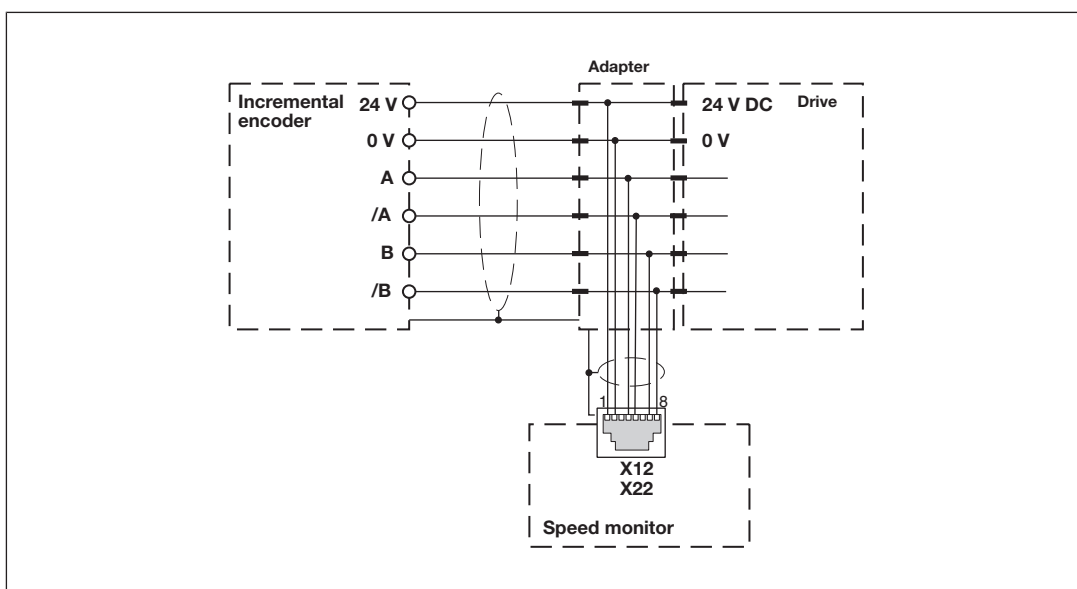 Adapter
Incremental
encoder
24 V
0 V
A
/A
B
/B
24 V DC
Drive
0 V
1
8
X12
X22
Speed monitor